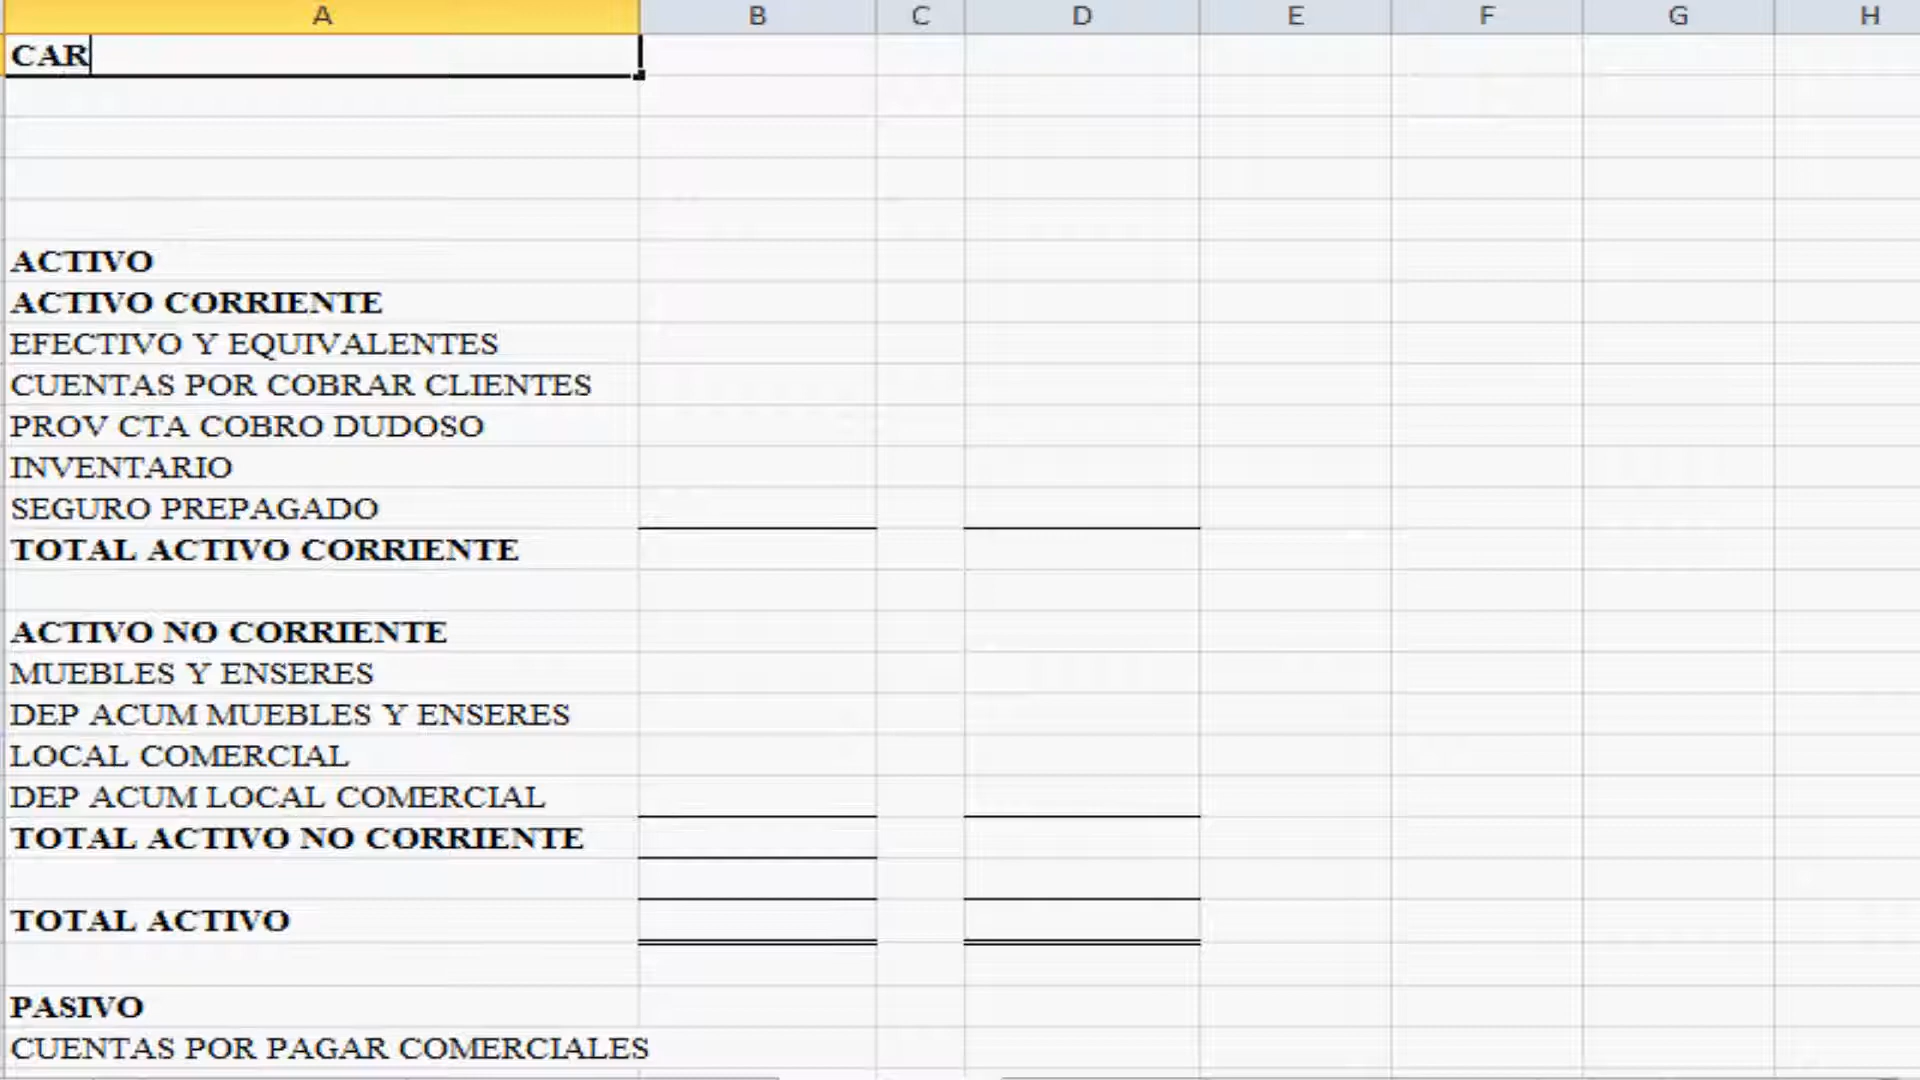 A B C D E F G H
CAR
ACTIVO
ACTIVO CORRIENTE
EFECTIVO Y EQUIVALENTES
CUENTAS POR COBRAR CLIENTES
PROV CTA COBRO DUDOSO
INVENTARIO
SEGURO PREPAGADO
TOTAL ACTIVO CORRIENTE
ACTIVO NO CORRIENTE
MUEBLES Y ENSERES
DEP ACUM MUEBLES Y ENSERES
LOCAL COMERCIAL
DEP ACUM LOCAL COMERCIAL
TOTAL ACTIVO NO CORRIENTE
TOTAL ACTIVO
PASIVO
CUENTAS POR PAGAR COMERCIALES